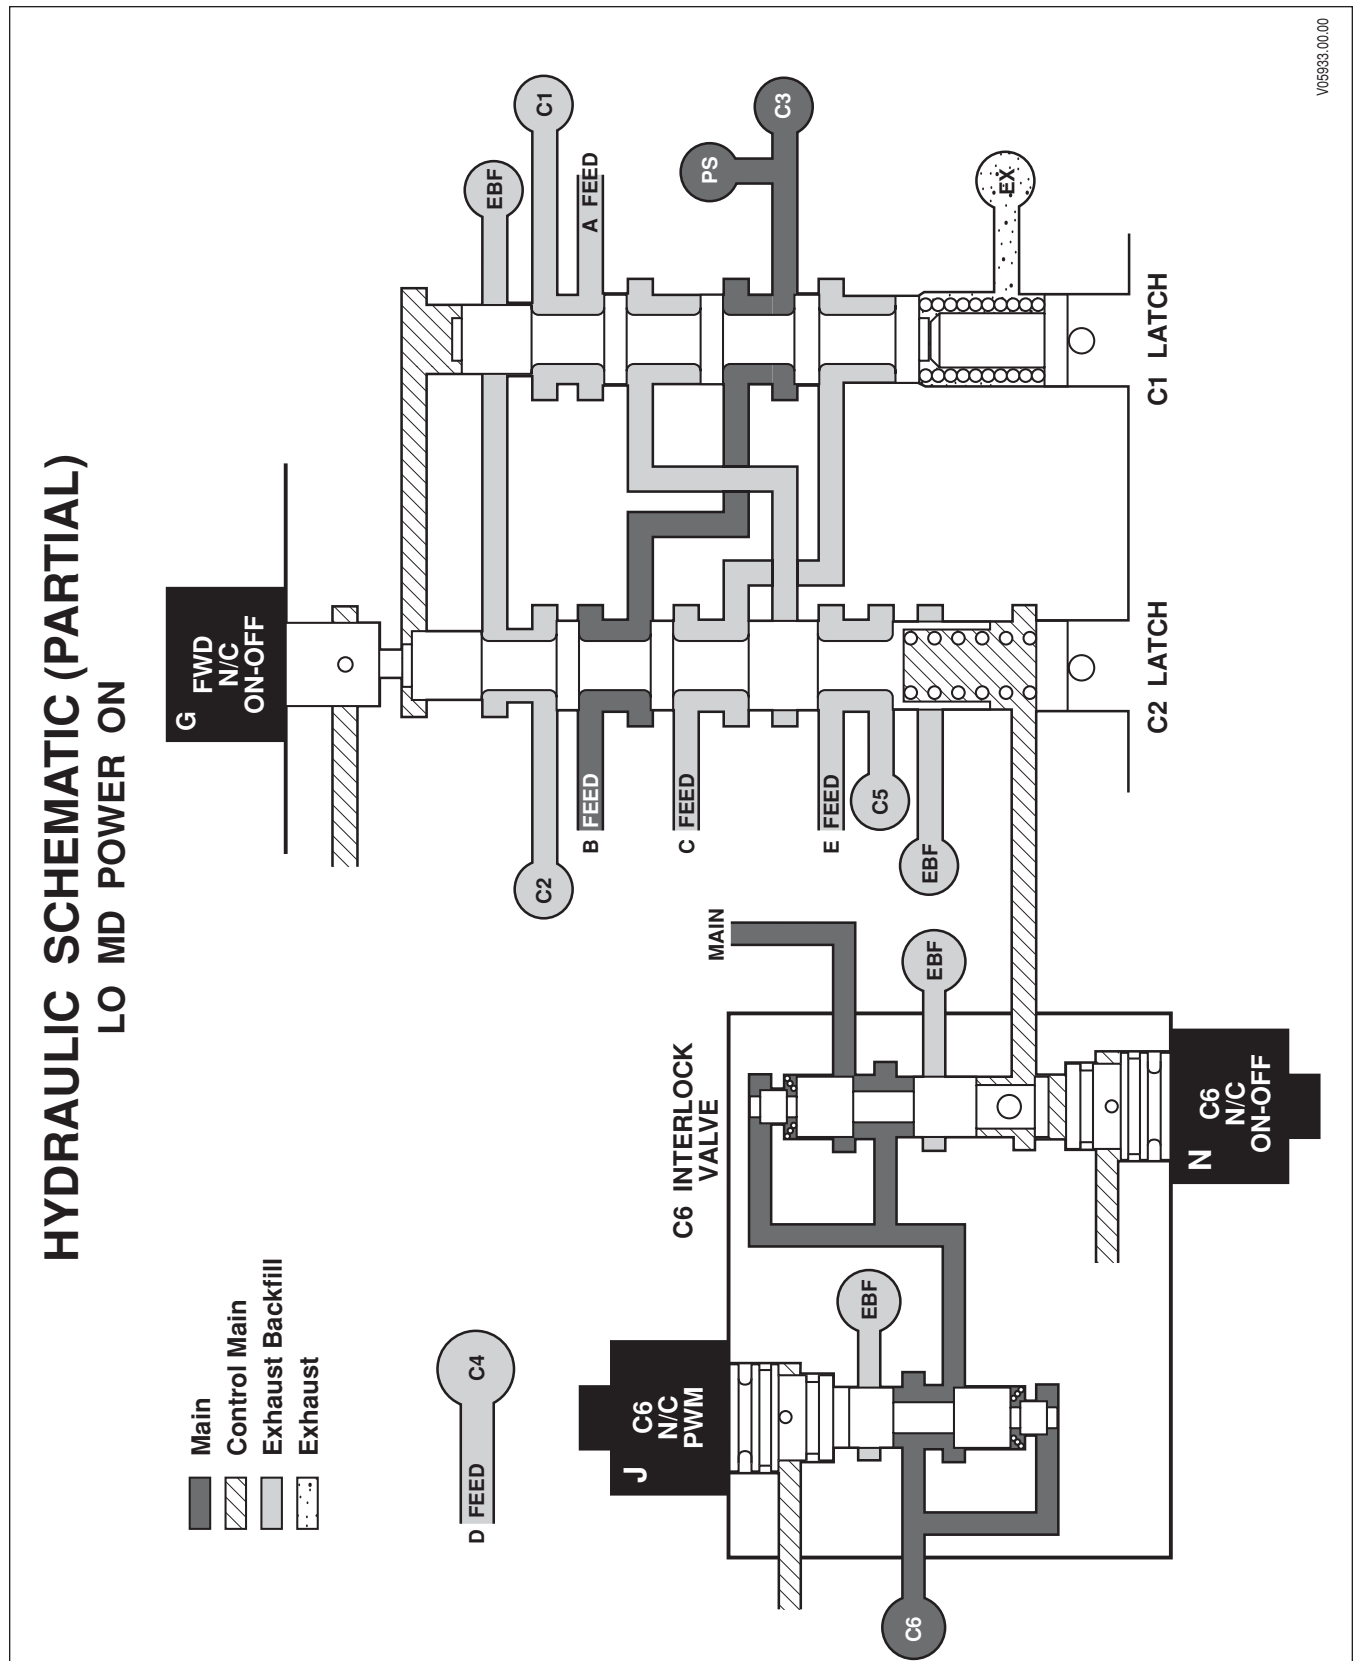 HYDRAULIC SCHEMATIC (PARTIAL)
LO MD POWER ON
Main
Control Main
Exhaust Backfill
Exhaust
D FEED
C4
G
FWD
N/C
ON-OFF
EBF
C1
A FEED
C2
B FEED
C FEED
PS
C3
E FEED
C5
EBF
EX
C2 LATCH
C1 LATCH
MAIN
C6 INTERLOCK
VALVE
EBF
J
C6
N/C
PWM
EBF
C6
N
C6
N/C
ON-OFF
V05933.00.00